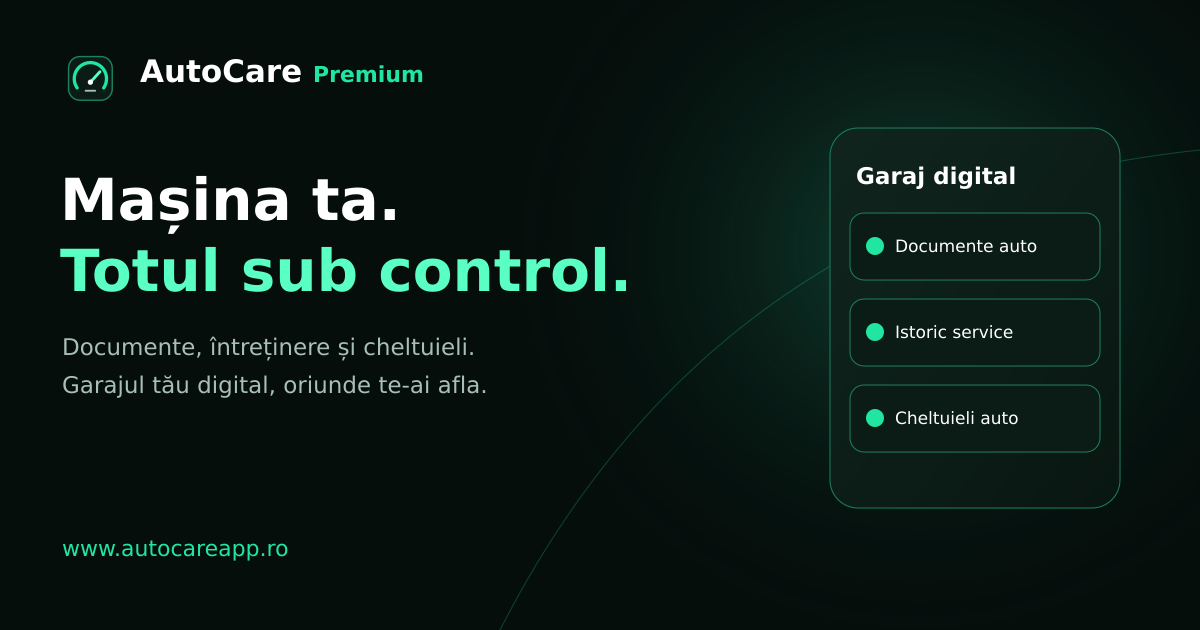 AutoCare Premium
Mașina ta.
Totul sub control.
Documente, întreținere și cheltuieli.
Garajul tău digital, oriunde te-ai afla.
www.autocareapp.ro
Garaj digital
Documente auto
Istoric service
Cheltuieli auto